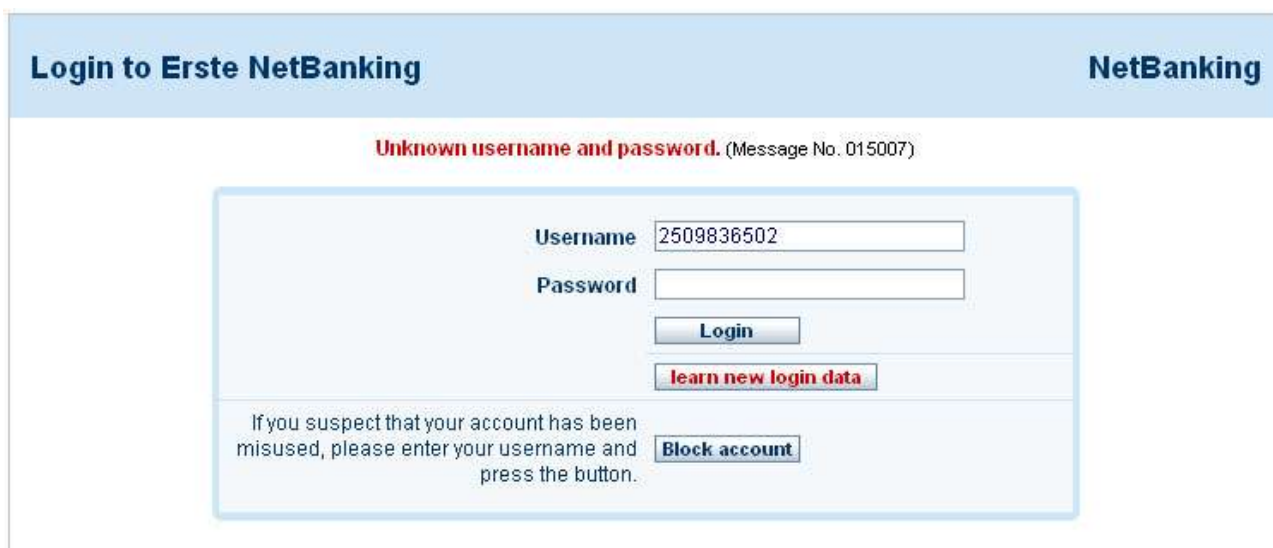 Login to Erste NetBanking NetBanking
Unknown username and password. (Message No. 015007)
Username 2509836502
Password
Login
learn new login data
If you suspect that your account has been
misused, please enter your username and
press the button.
Block account